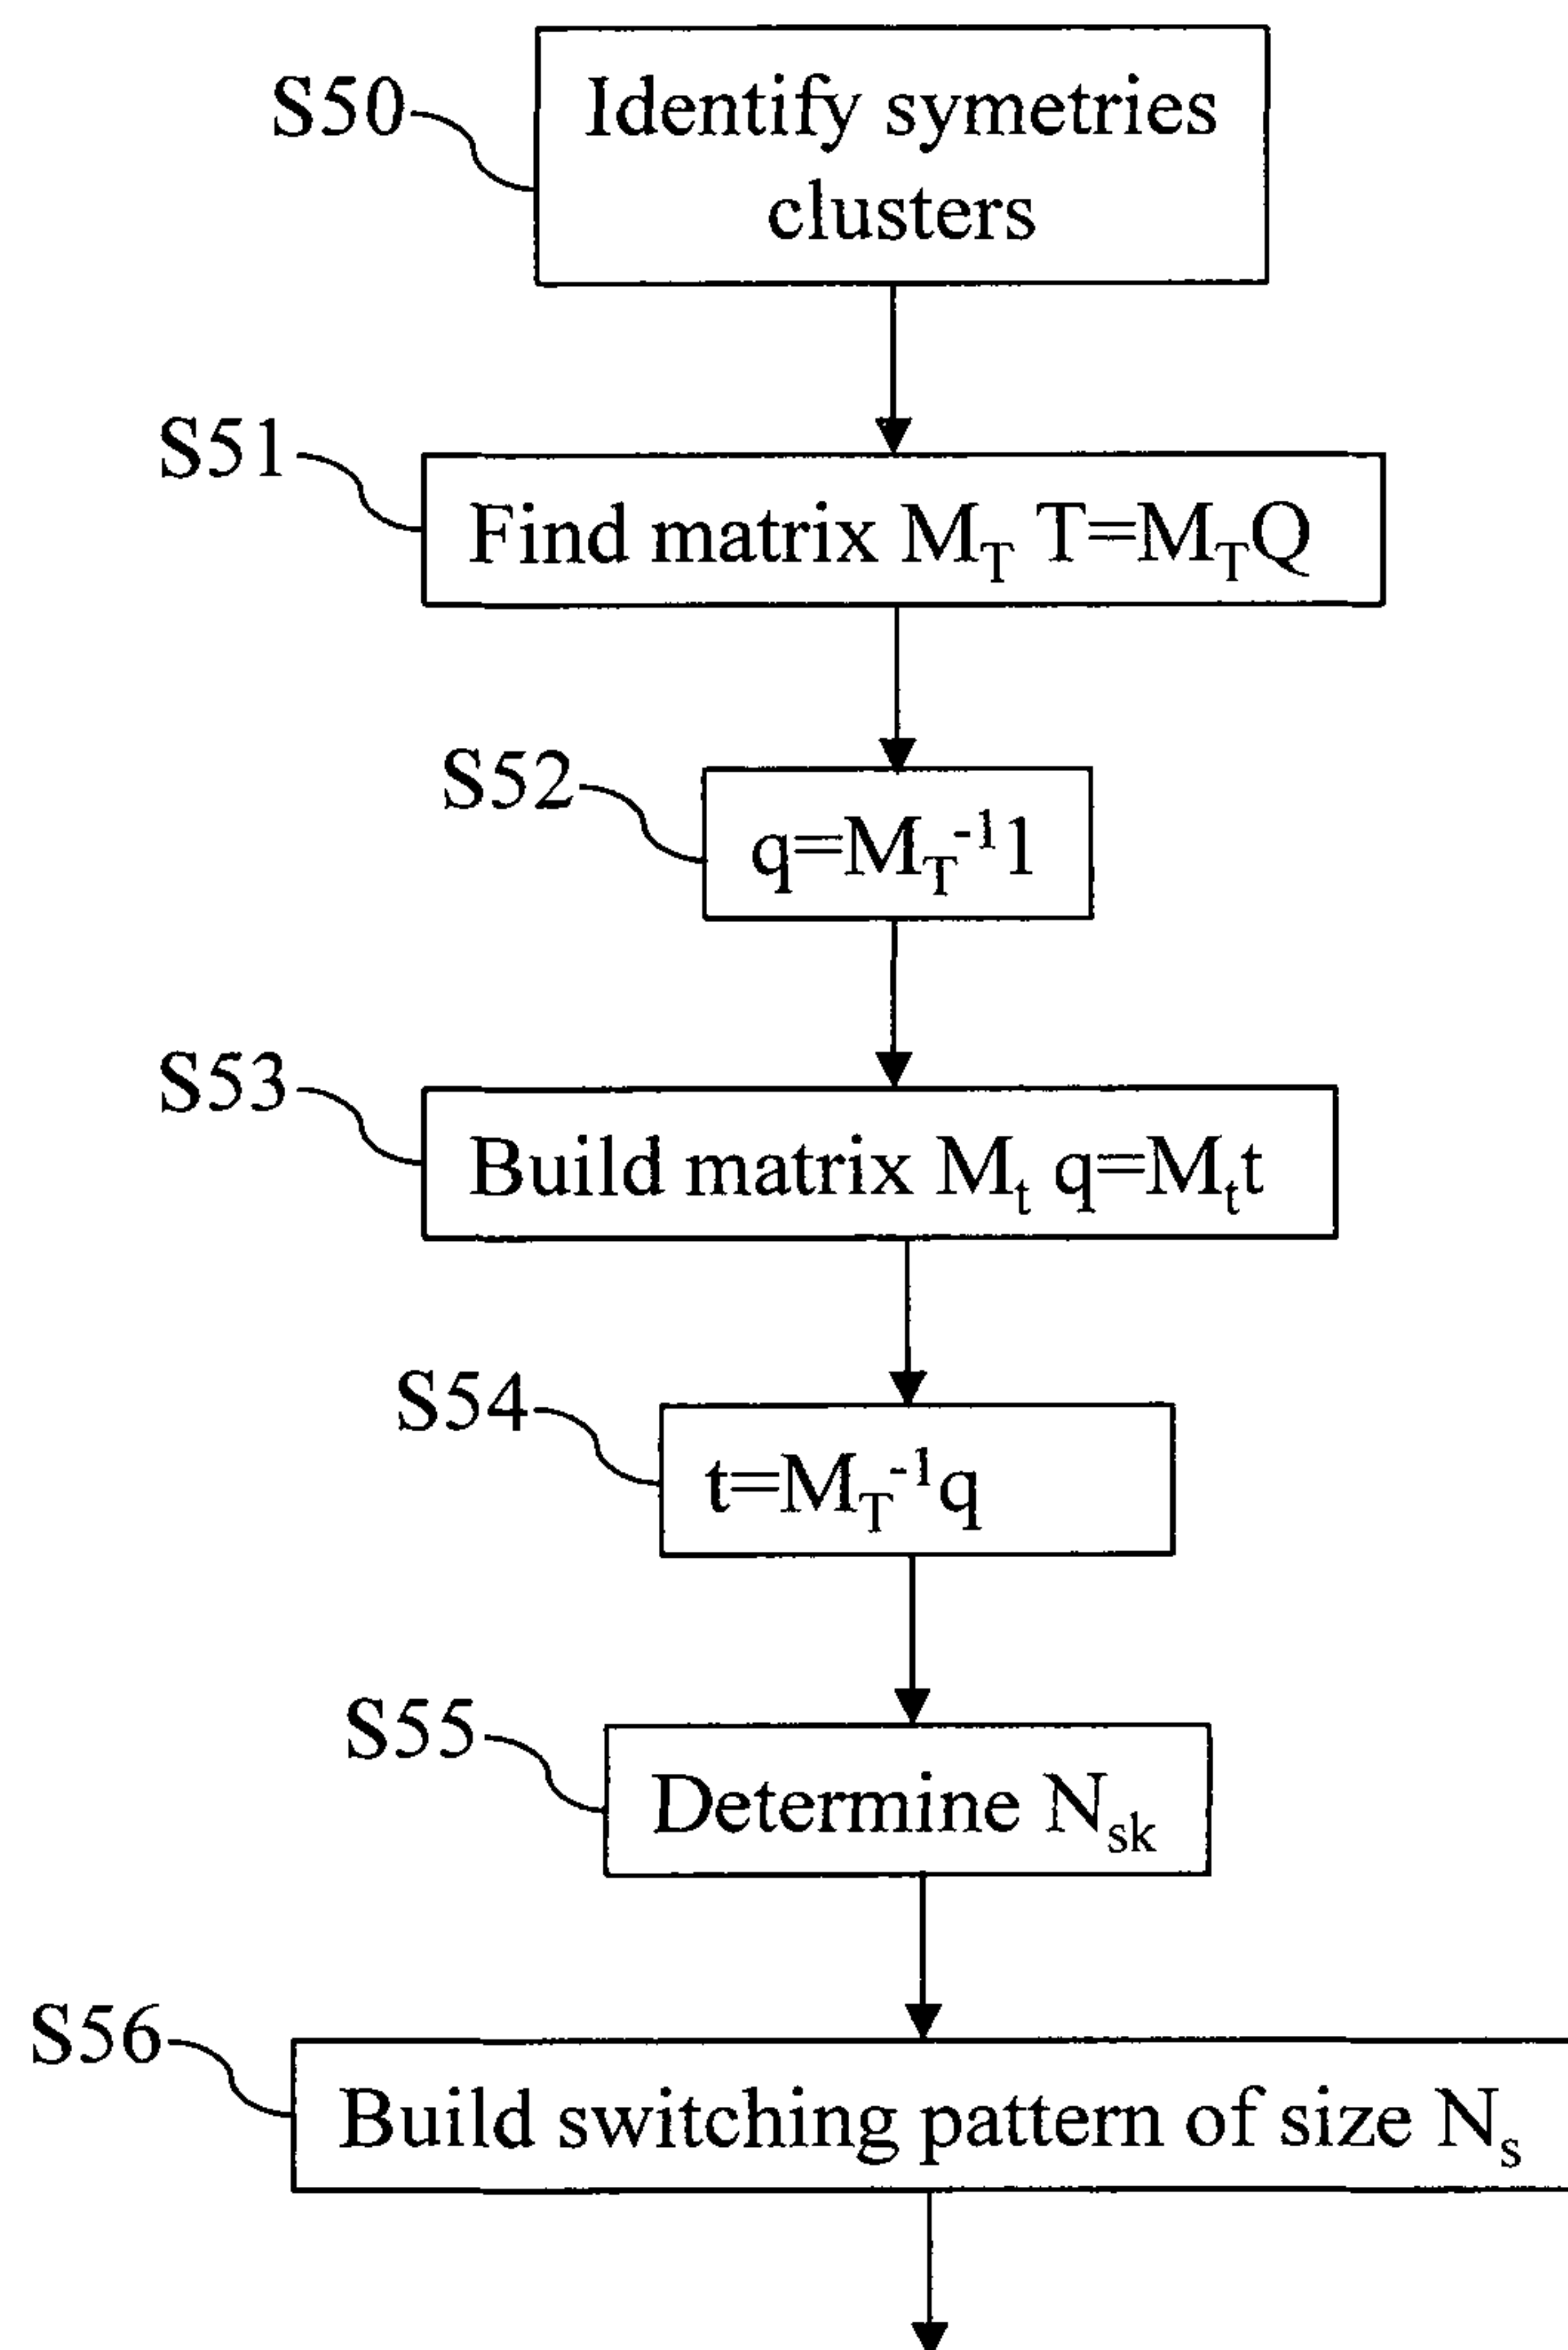 S50
Identify symetries
clusters
S51
Find matrix M_T T=M_TQ
S52
q=M_T^-1 1
S53
Build matrix M_t q=M_tt
S54
t=M_T^-1q
S55
Determine N_sk
S56
Build switching pattern of size N_s